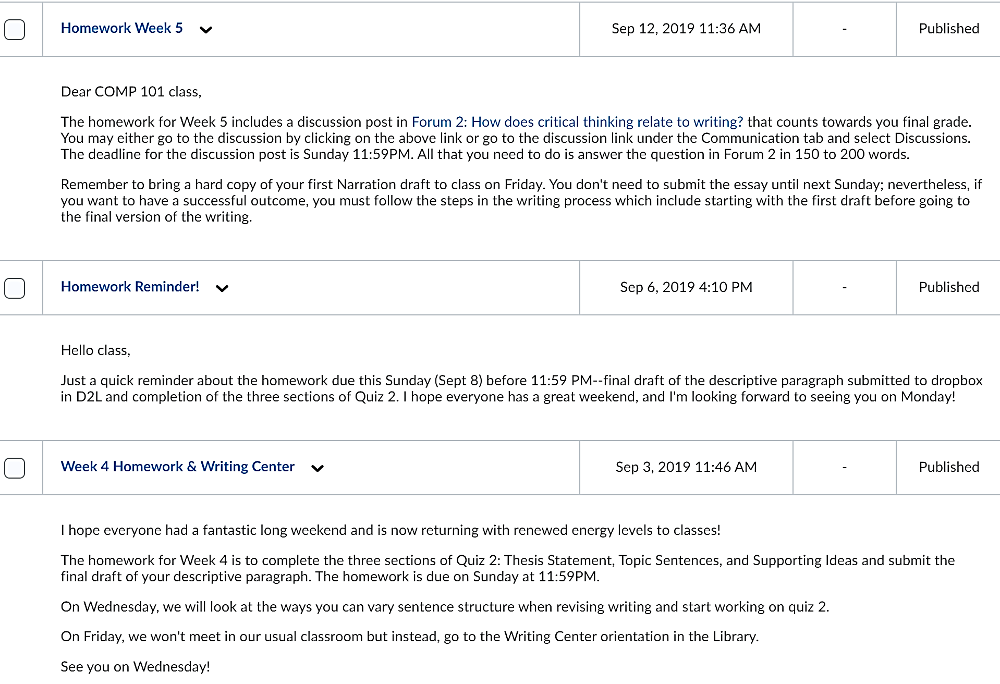 Homework Week 5
Sep 12, 2019 11:36 AM
-
Published
Dear COMP 101 class,
The homework for Week 5 includes a discussion post in Forum 2: How does critical thinking relate to writing? that counts towards you final grade.
You may either go to the discussion by clicking on the above link or go to the discussion link under the Communication tab and select Discussions.
The deadline for the discussion post is Sunday 11:59PM. All that you need to do is answer the question in Forum 2 in 150 to 200 words.
Remember to bring a hard copy of your first Narration draft to class on Friday. You don't need to submit the essay until next Sunday; nevertheless, if
you want to have a successful outcome, you must follow the steps in the writing process which include starting with the first draft before going to
the final version of the writing.
Homework Reminder!
Sep 6, 2019 4:10 PM
-
Published
Hello class,
Just a quick reminder about the homework due this Sunday (Sept 8) before 11:59 PM--final draft of the descriptive paragraph submitted to dropbox
in D2L and completion of the three sections of Quiz 2. I hope everyone has a great weekend, and I'm looking forward to seeing you on Monday!
Week 4 Homework & Writing Center
Sep 3, 2019 11:46 AM
-
Published
I hope everyone had a fantastic long weekend and is now returning with renewed energy levels to classes!
The homework for Week 4 is to complete the three sections of Quiz 2: Thesis Statement, Topic Sentences, and Supporting Ideas and submit the
final draft of your descriptive paragraph. The homework is due on Sunday at 11:59PM.
On Wednesday, we will look at the ways you can vary sentence structure when revising writing and start working on quiz 2.
On Friday, we won't meet in our usual classroom but instead, go to the Writing Center orientation in the Library.
See you on Wednesday!